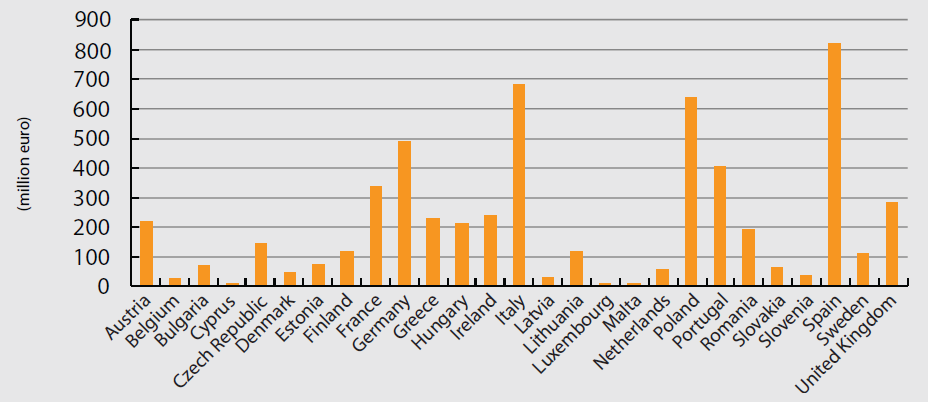 900
800
700
600
500
400
300
200
100
0
(million euro)
Austria
Belgium
Bulgaria
Cyprus
Czech Republic
Denmark
Estonia
Finland
France
Germany
Greece
Hungary
Ireland
Italy
Latvia
Lithuania
Luxembourg
Malta
Netherlands
Poland
Portugal
Romania
Slovakia
Slovenia
Spain
Sweden
United Kingdom